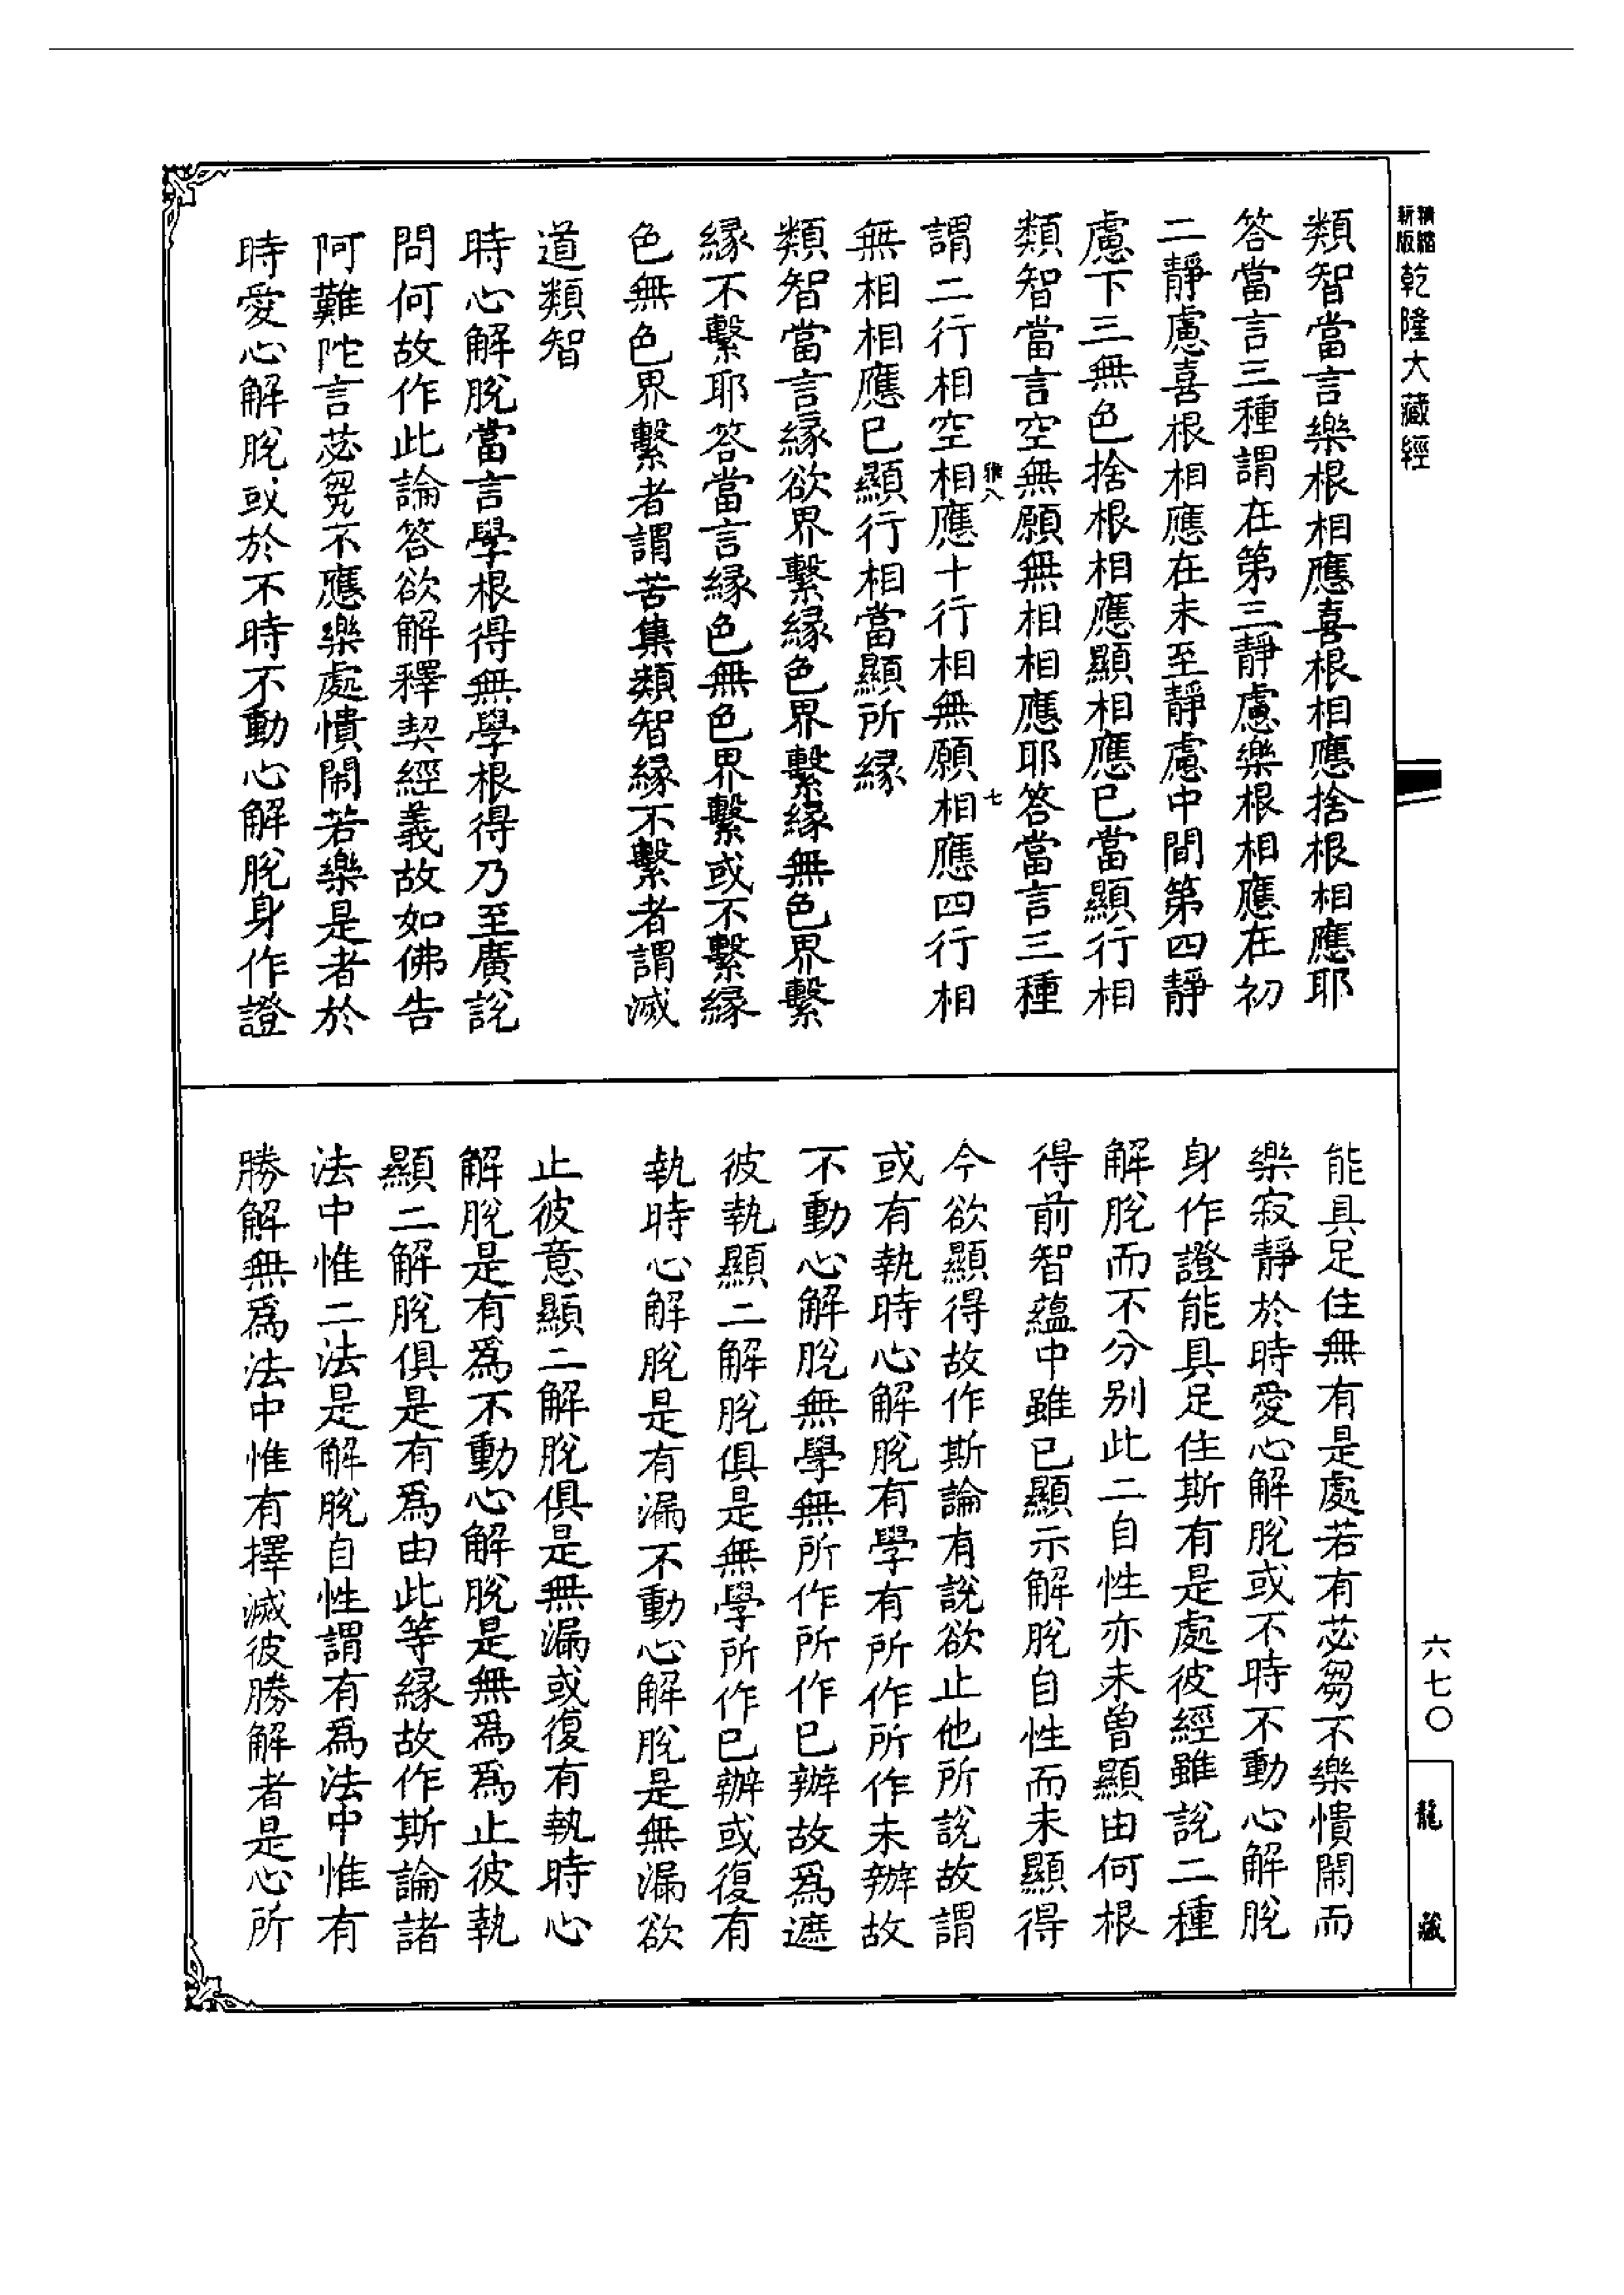 精縮新版乾隆大藏經
類智當言樂根相應喜根相應捨根相應耶
答當言三種謂在第三靜慮樂根相應在初
二靜慮喜根相應在未至靜慮中間第四靜
慮下三無色捨根相應顯相應已當顯行相
類智當言空無願無相相應耶答當言三種
雅八
七
謂二行相空相應十行相無願相應四行相
無相相應已顯行相當顯所緣
類智當言緣欲界繫緣色界繫緣無色界繫
緣不繫耶答當言緣色無色界繫或不繫緣
色無色界繫者謂苦集類智緣不繫者謂滅
道類智
時心解脫當言學根得無學根得乃至廣說
問何故作此論答欲解釋契經義故如佛告
阿難陀言苾芻不應樂處憒閙若樂是者於
時愛心解脫或於不時不動心解脫身作證
能具足住無有是處若有苾芻不樂憒閙而
樂寂靜於時愛心解脫或不時不動心解脫
身作證能具足住斯有是處彼經雖說二種
解脫而不分別此二自性亦未曾顯由何根
得前智蘊中雖已顯示解脫自性而未顯得
今欲顯得故作斯論有說欲止他所說故謂
或有執時心解脫有學有所作所作未辦故
不動心解脫無學無所作所作已辦故爲遮
彼執顯二解脫俱是無學所作已辦或復有
執時心解脫是有漏不動心解脫是無漏欲
止彼意顯二解脫俱是無漏或復有執時心
解脫是有爲不動心解脫是無爲爲止彼執
顯二解脫俱是有爲由此等緣故作斯論諸
法中惟二法是解脫自性謂有爲法中惟有
勝解無爲法中惟有擇滅彼勝解者是心所
六七〇
龍藏